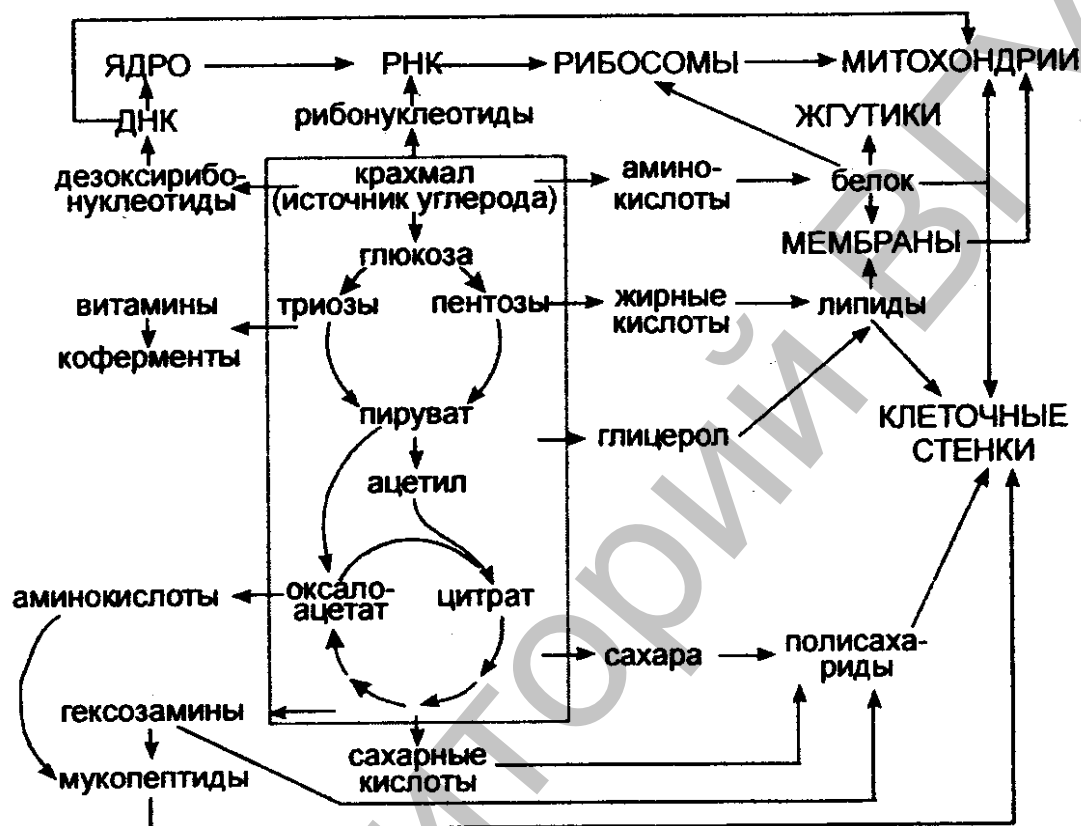 ЯДРО
РНК
РИБОСОМЫ
МИТОХОНДРИИ
ДНК
рибонуклеотиды
ЖГУТИКИ
дезоксирибо-
нуклеотиды
крахмал
(источник углерода)
амино-
кислоты
белок
глюкоза
МЕМБРАНЫ
витамины
триозы
пентозы
жирные
кислоты
липиды
коферменты
пируват
глицерол
КЛЕТОЧНЫЕ
СТЕНКИ
ацетил
аминокислоты
оксало-
ацетат
цитрат
сахара
полисаха-
риды
гексозамины
сахарные
кислоты
мукопептиды
иторий ВГУ